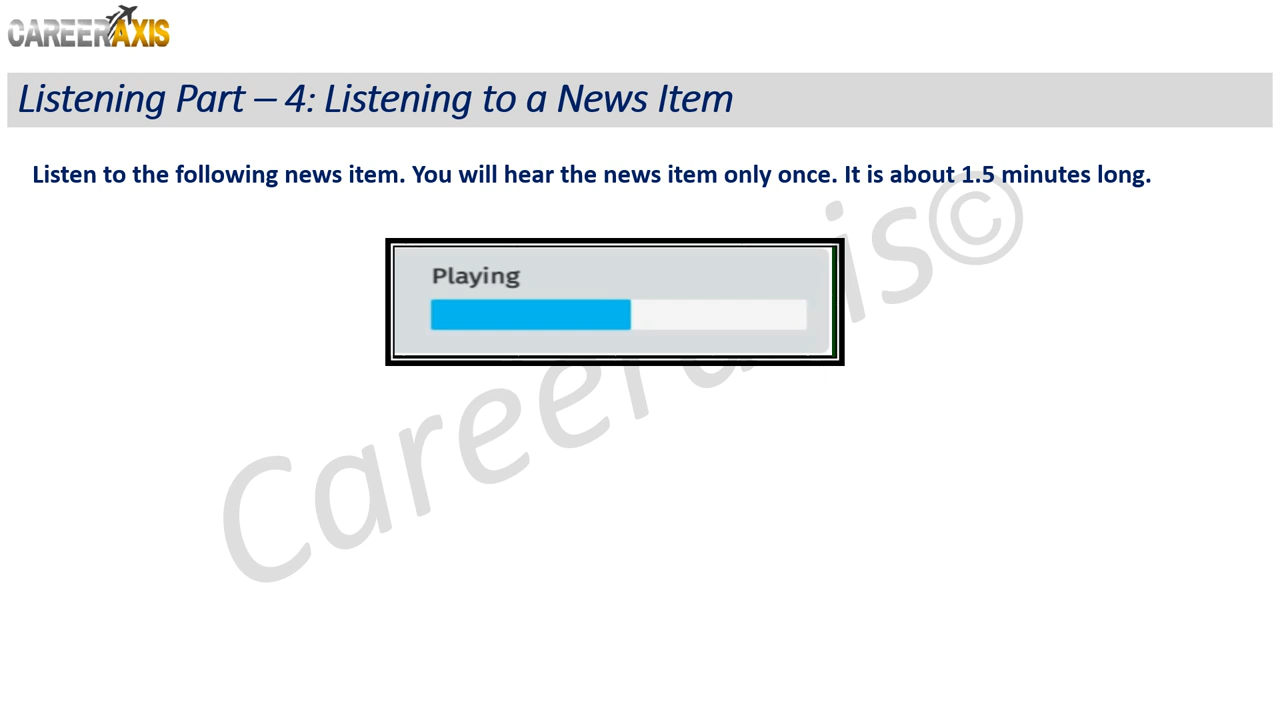 CAREERAXIS
Listening Part – 4: Listening to a News Item
Listen to the following news item. You will hear the news item only once. It is about 1.5 minutes long.
Playing
Careeraxis©